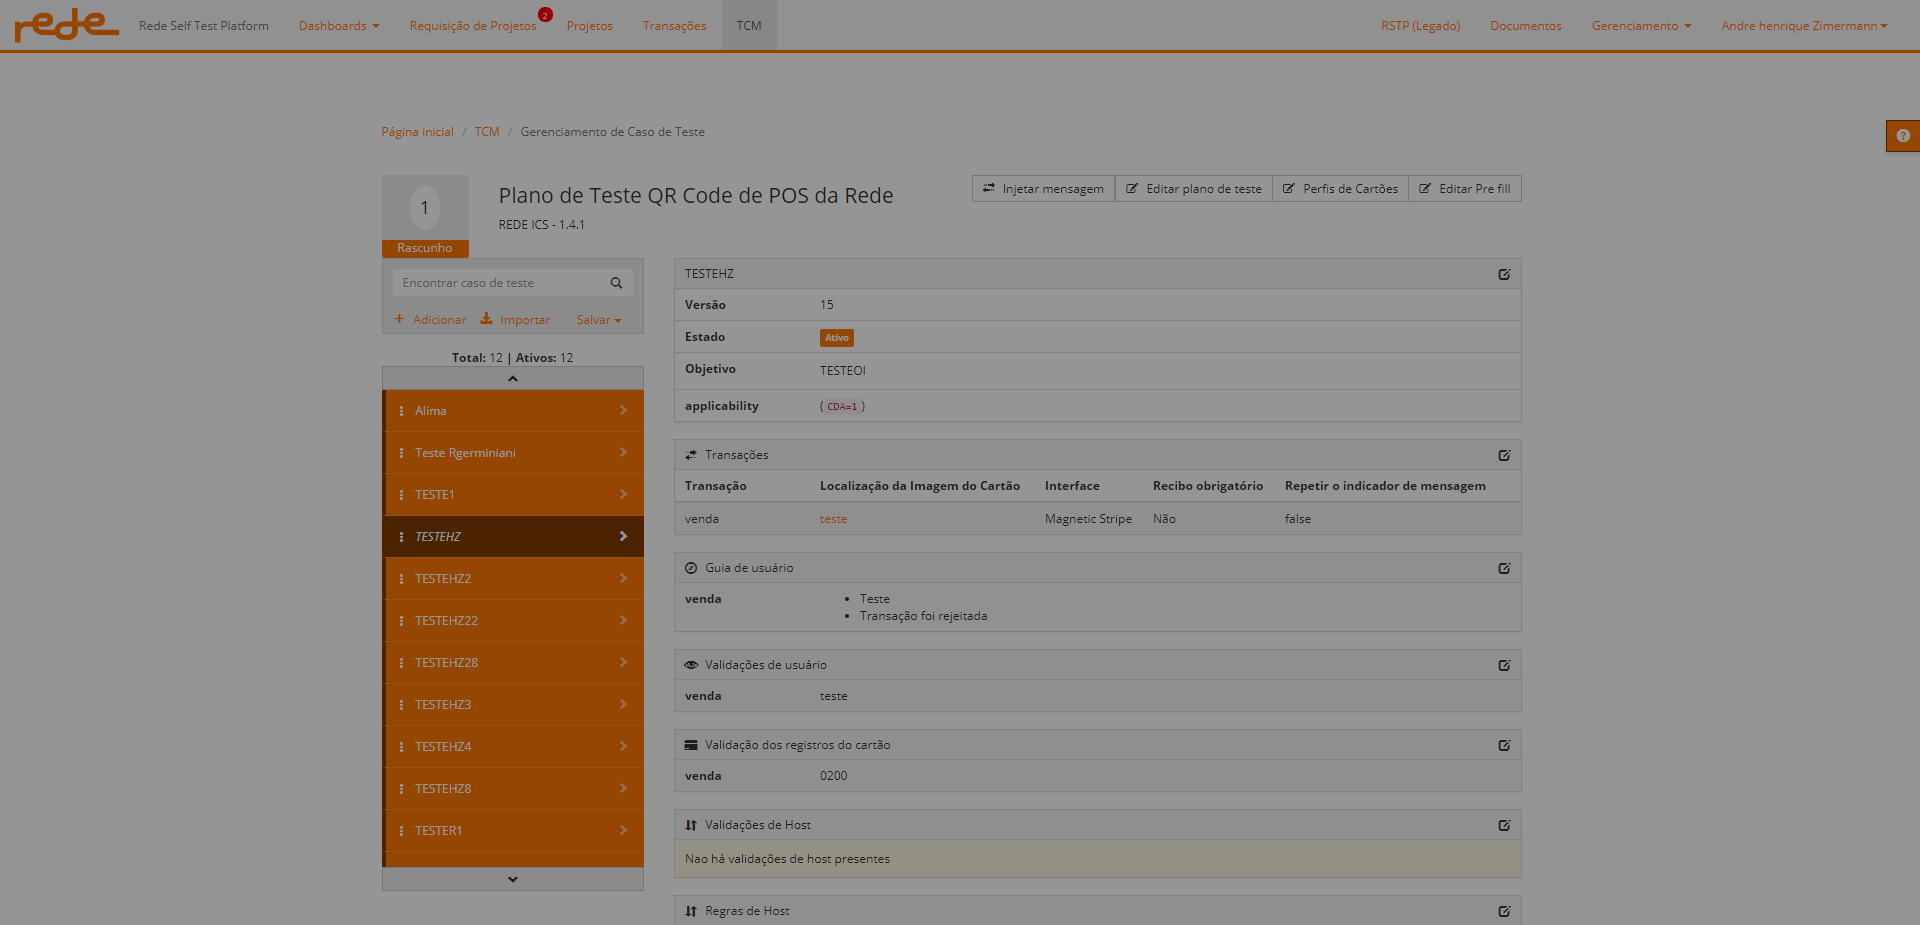 rede Rede Self Test Platform Dashboards Requisição de Projetos 2 Projetos Transações TCM RSTP (Legado) Documentos Gerenciamento Andre henrique Zimermann
Página inicial / TCM / Gerenciamento de Caso de Teste
?
1
Rascunho
Plano de Teste QR Code de POS da Rede
REDE ICS - 1.4.1
Injetar mensagem Editar plano de teste Perfis de Cartões Editar Pre fill
Encontrar caso de teste
+ Adicionar Importar Salvar
Total: 12 | Ativos: 12
Alima
Teste Rgerminiani
TESTE1
TESTEHZ
TESTEHZ2
TESTEHZ22
TESTEHZ28
TESTEHZ3
TESTEHZ4
TESTEHZ8
TESTER1
TESTEHZ
Versão 15
Estado Ativo
Objetivo TESTEOI
applicability ( CDA=1 )
Transações
Transação Localização da Imagem do Cartão Interface Recibo obrigatório Repetir o indicador de mensagem
venda teste Magnetic Stripe Não false
Guia de usuário
venda • Teste
• Transação foi rejeitada
Validações de usuário
venda teste
Validação dos registros do cartão
venda 0200
Validações de Host
Nao há validações de host presentes
Regras de Host